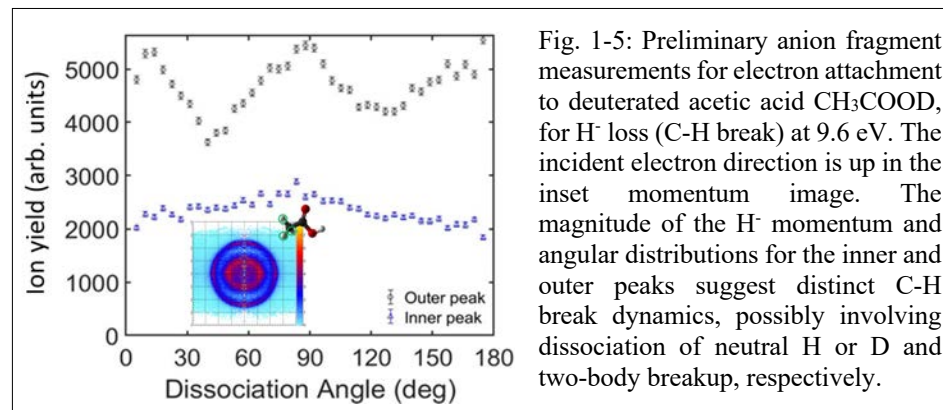 5000
4000
3000
2000
1000
0
0 30 60 90 120 150 180
Ion yield (arb. units)
Dissociation Angle (deg)
Outer peak
Inner peak
Fig. 1-5: Preliminary anion fragment
measurements for electron attachment
to deuterated acetic acid CH₃COOD,
for H⁻ loss (C-H break) at 9.6 eV. The
incident electron direction is up in the
inset momentum image. The
magnitude of the H⁻ momentum and
angular distributions for the inner and
outer peaks suggest distinct C-H
break dynamics, possibly involving
dissociation of neutral H or D and
two-body breakup, respectively.